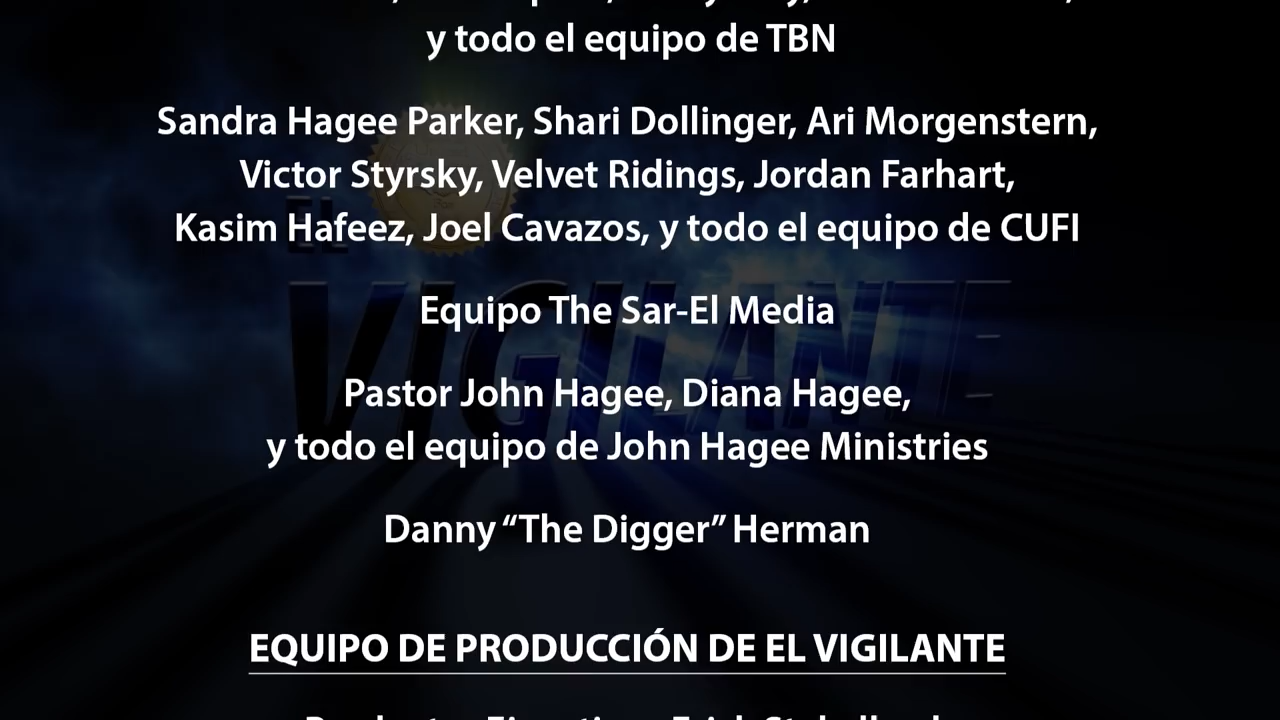 y todo el equipo de TBN
Sandra Hagee Parker, Shari Dollinger, Ari Morgenstern,
Victor Styrsky, Velvet Ridings, Jordan Farhart,
Kasim Hafeez, Joel Cavazos, y todo el equipo de CUFI
Equipo The Sar-El Media
Pastor John Hagee, Diana Hagee,
y todo el equipo de John Hagee Ministries
Danny “The Digger” Herman
EQUIPO DE PRODUCCIÓN DE EL VIGILANTE
EL
VIGILANTE